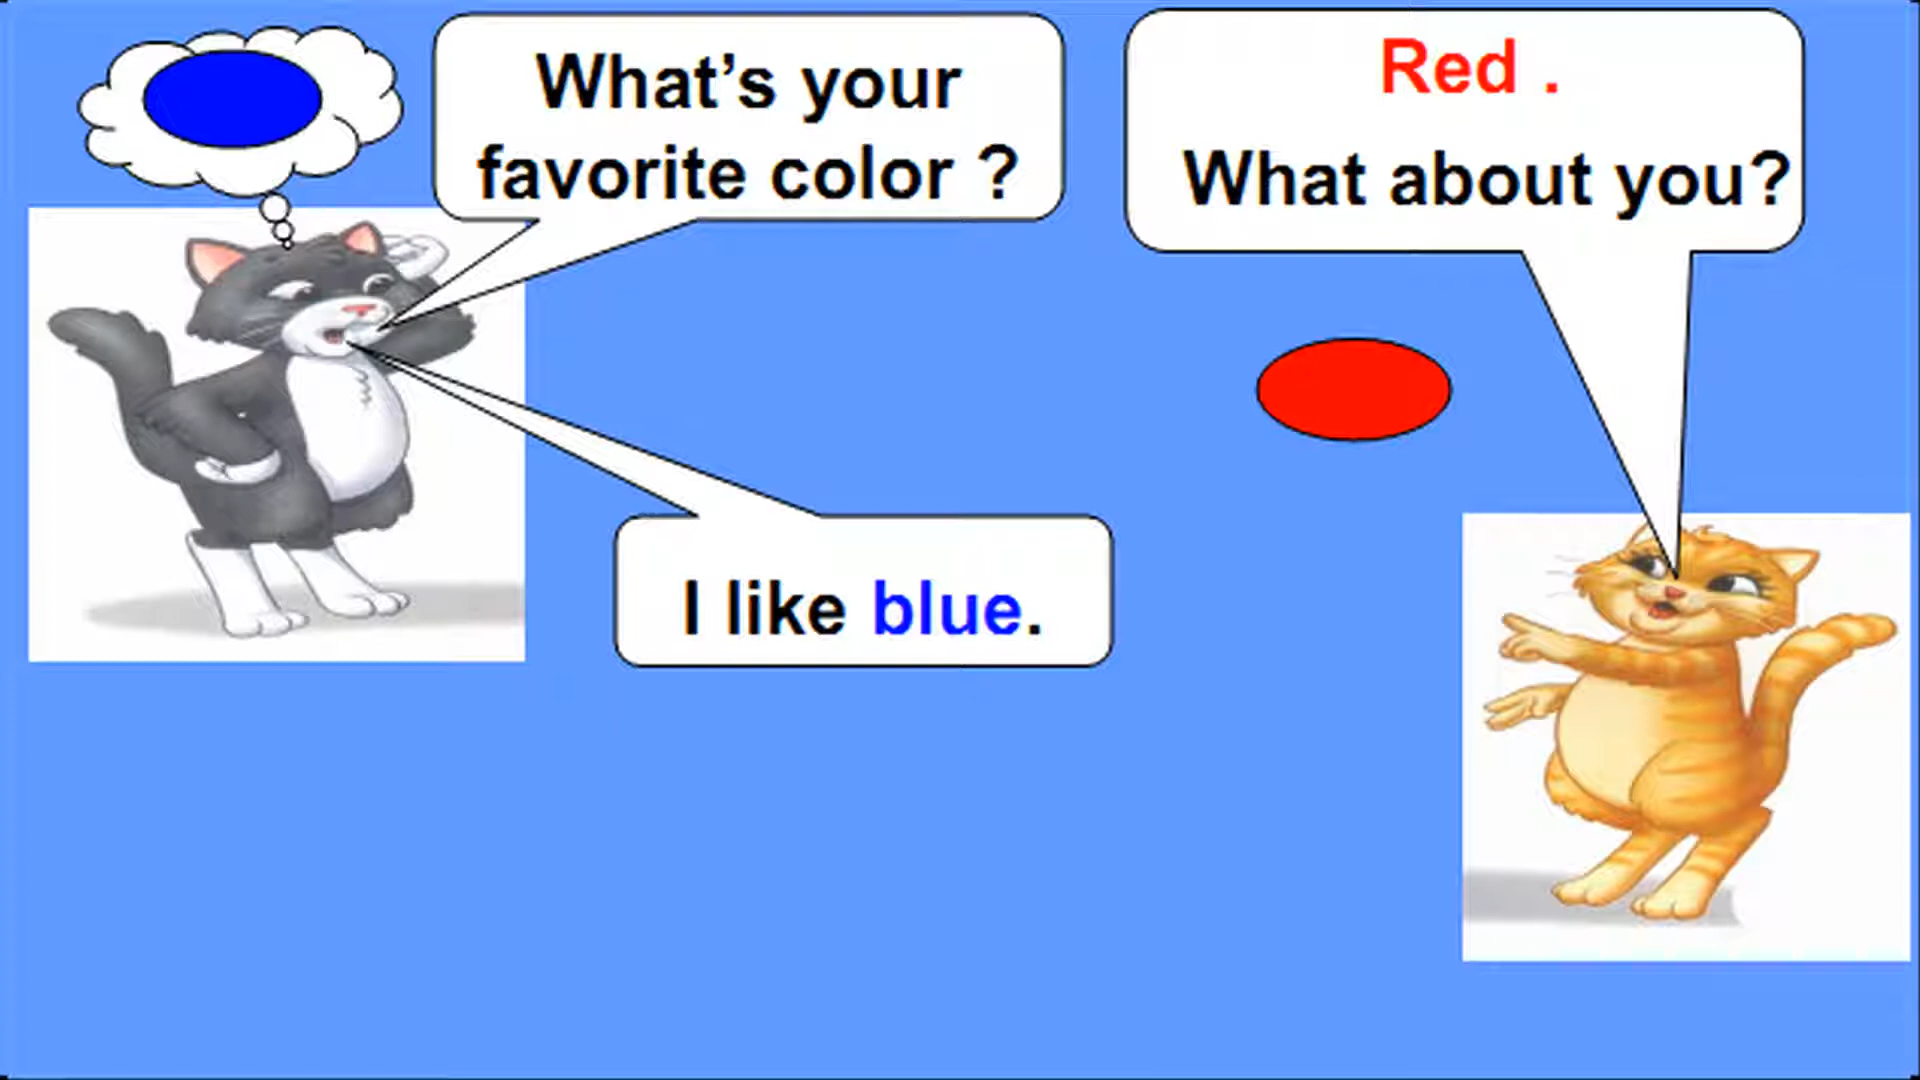 What’s your
favorite color ?
Red .
What about you?
I like blue.